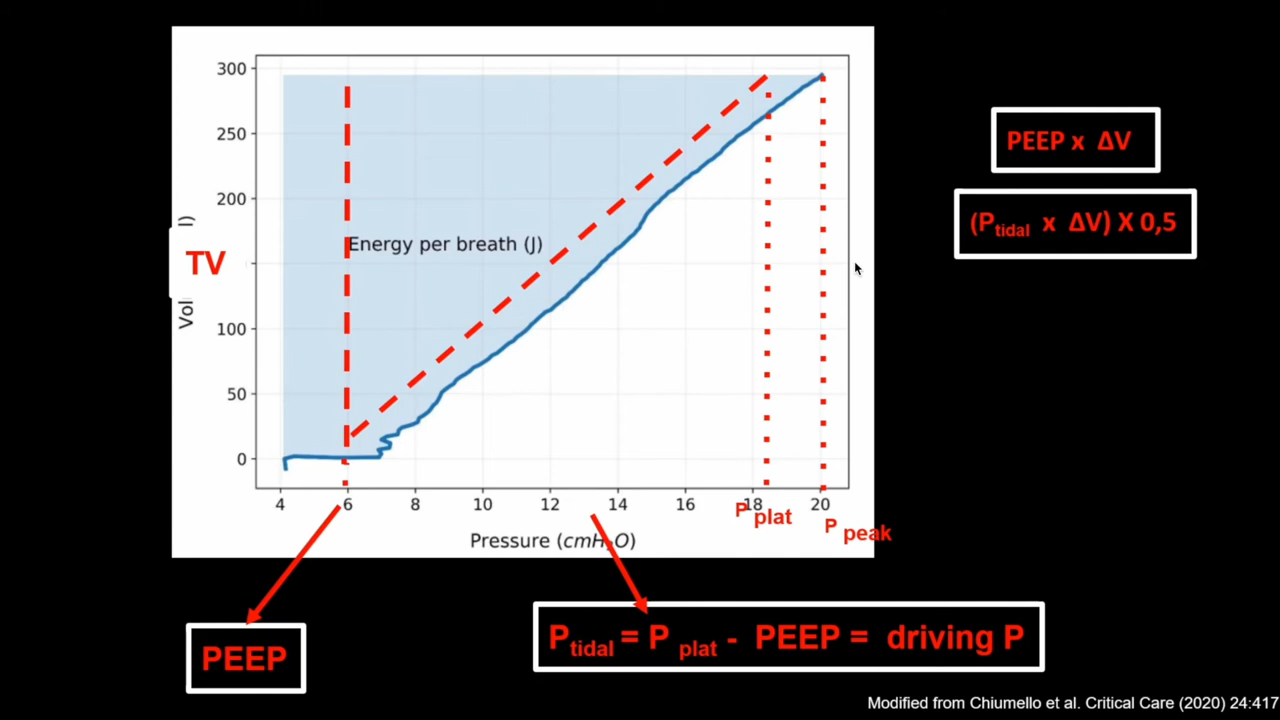 300
250
200
100
50
0
Vol
l)
TV
Energy per breath (J)
4 6 8 10 12 14 16 18 20
P plat
P peak
Pressure (cmH2O)
PEEP x ΔV
(Ptidal x ΔV) X 0,5
PEEP
Ptidal = P plat - PEEP = driving P
Modified from Chiumello et al. Critical Care (2020) 24:417